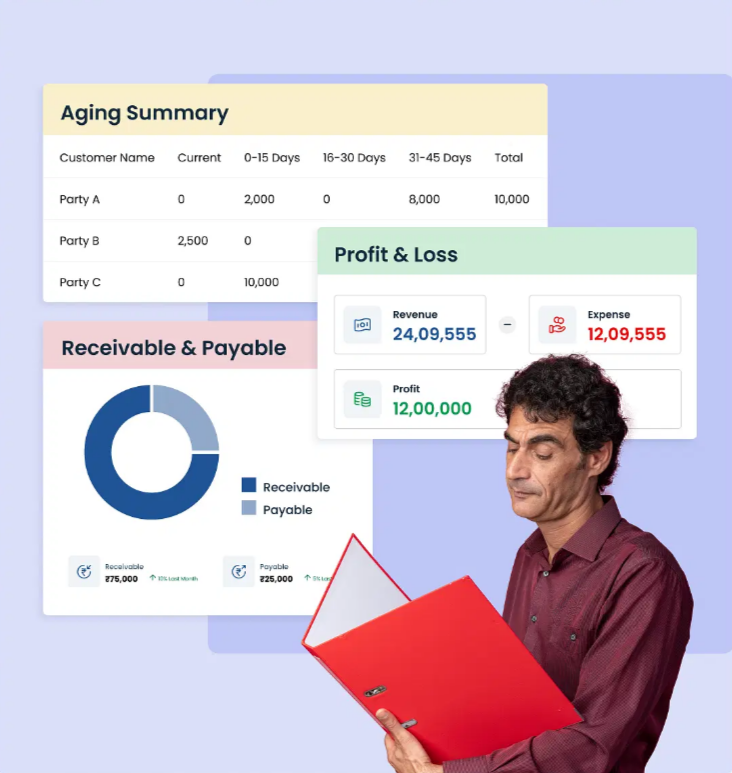 Aging Summary
Customer Name Current 0-15 Days 16-30 Days 31-45 Days Total
Party A 0 2,000 0 8,000 10,000
Party B 2,500 0
Party C 0 10,000
Profit & Loss
Revenue
24,09,555
–
Expense
12,09,555
Profit
12,00,000
Receivable & Payable
Receivable
Payable
Receivable
₹75,000
Last Month
Payable
₹25,000